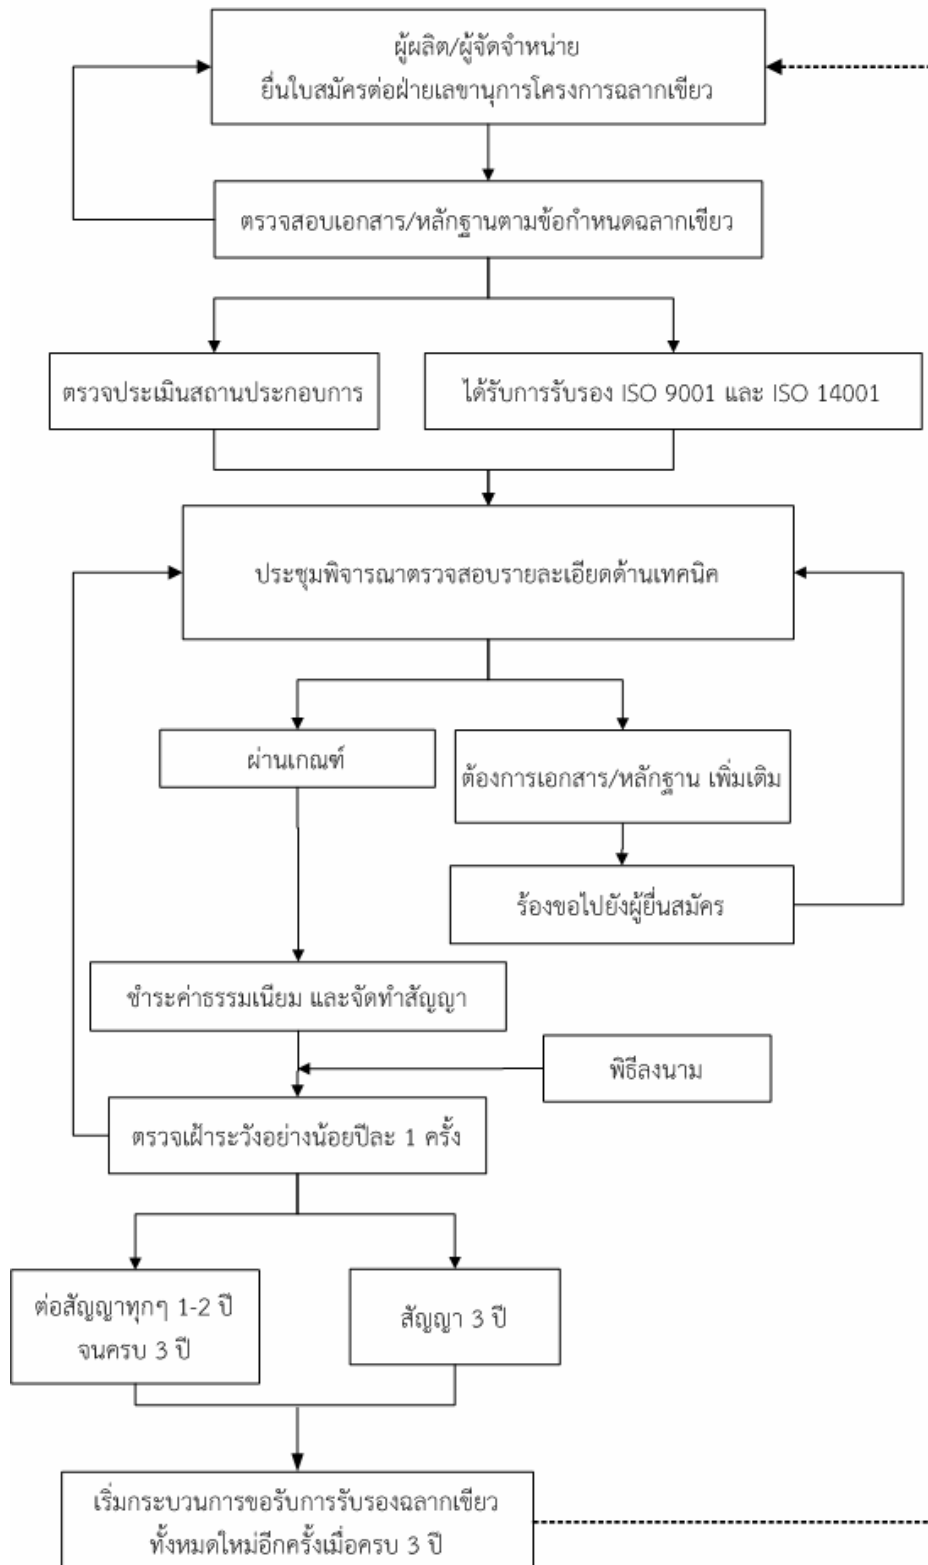 ผู้ผลิต/ผู้จัดจำหน่าย
ยื่นใบสมัครต่อฝ่ายเลขานุการโครงการฉลากเขียว
ตรวจสอบเอกสาร/หลักฐานตามข้อกำหนดฉลากเขียว
ตรวจประเมินสถานประกอบการ
ได้รับการรับรอง ISO 9001 และ ISO 14001
ประชุมพิจารณาตรวจสอบรายละเอียดด้านเทคนิค
ผ่านเกณฑ์
ต้องการเอกสาร/หลักฐาน เพิ่มเติม
ร้องขอไปยังผู้ยื่นสมัคร
ชำระค่าธรรมเนียม และจัดทำสัญญา
พิธีลงนาม
ตรวจเฝ้าระวังอย่างน้อยปีละ 1 ครั้ง
ต่อสัญญาทุกๆ 1-2 ปี
จนครบ 3 ปี
สัญญา 3 ปี
เริ่มกระบวนการขอรับการรับรองฉลากเขียว
ทั้งหมดใหม่อีกครั้งเมื่อครบ 3 ปี